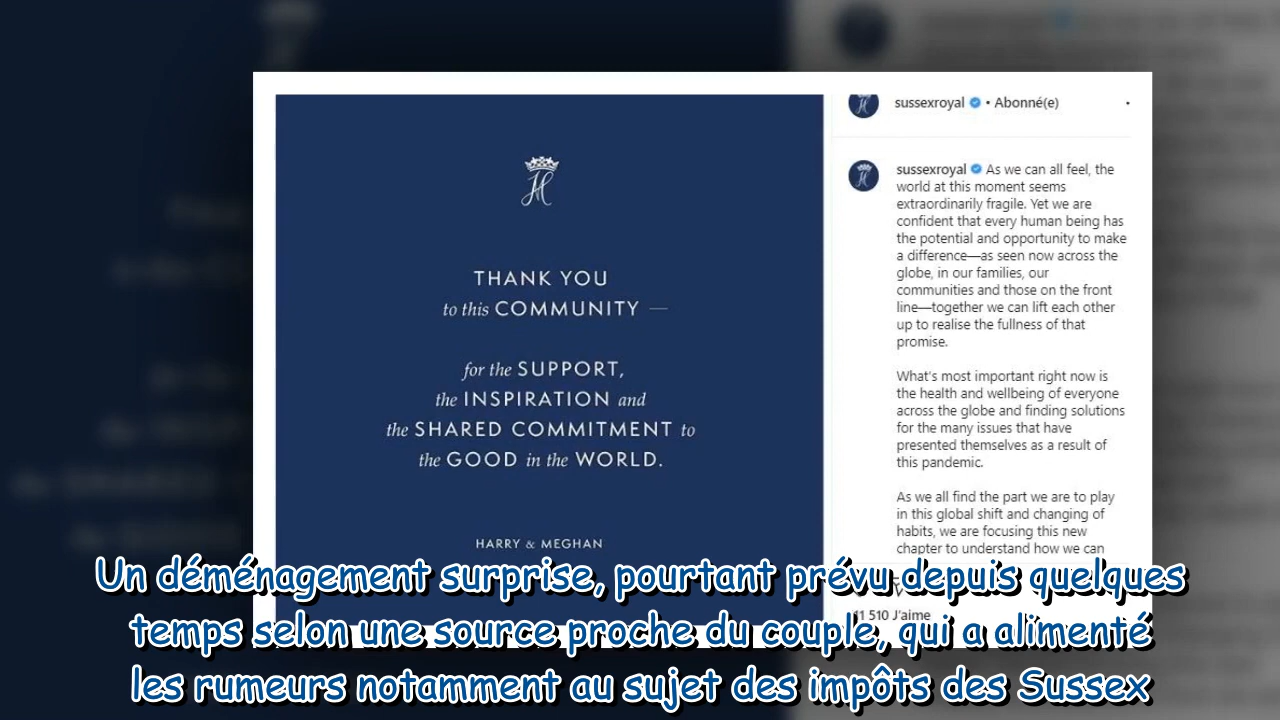 THANK YOU
to this COMMUNITY —
for the SUPPORT,
the INSPIRATION and
the SHARED COMMITMENT to
the GOOD in the WORLD.
HARRY & MEGHAN
sussexroyal • Abonné(e)
sussexroyal As we can all feel, the
world at this moment seems
extraordinarily fragile. Yet we are
confident that every human being has
the potential and opportunity to make
a difference—as seen now across the
globe, in our families, our
communities and those on the front
line—together we can lift each other
up to realise the fullness of that
promise.
What's most important right now is
the health and wellbeing of everyone
across the globe and finding solutions
for the many issues that have
presented themselves as a result of
this pandemic.
As we all find the part we are to play
in this global shift and changing of
habits, we are focusing this new
chapter to understand how we can
11 510 J'aime
Un déménagement surprise, pourtant prévu depuis quelques
temps selon une source proche du couple, qui a alimenté
les rumeurs notamment au sujet des impôts des Sussex